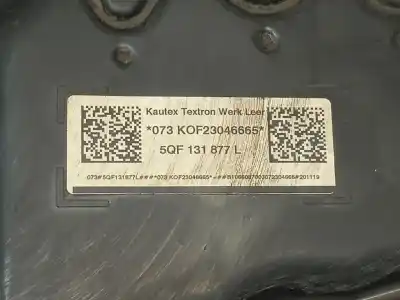 Kautex Textron Werk Leer
*073 KOF23046665*
5QF 131 877 L